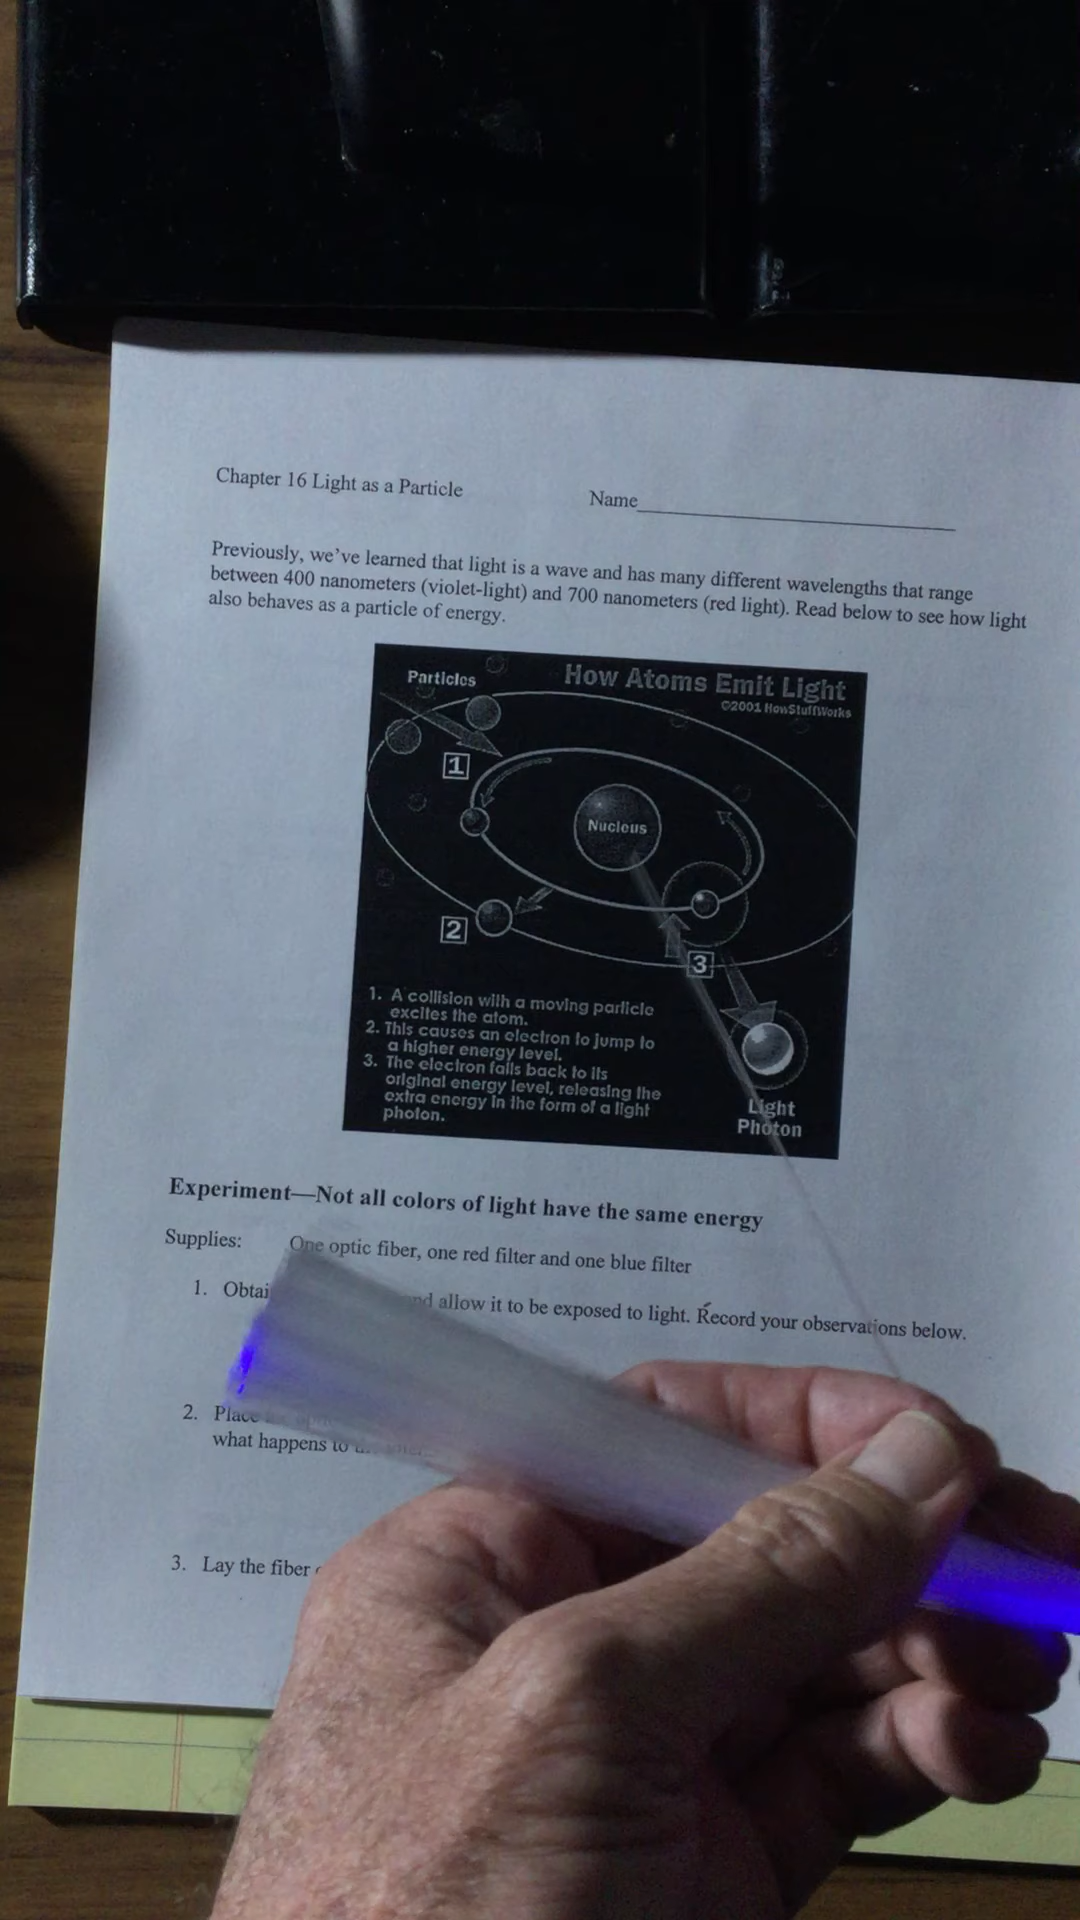 Chapter 16 Light as a Particle
Name
Previously, we've learned that light is a wave and has many different wavelengths that range
between 400 nanometers (violet-light) and 700 nanometers (red light). Read below to see how light
also behaves as a particle of energy.
How Atoms Emit Light
©2001 HowStuffWorks
Particles
1
Nucleus
2
3
1. A collision with a moving particle
excites the atom.
2. This causes an electron to jump to
a higher energy level.
3. The electron falls back to its
original energy level, releasing the
extra energy in the form of a light
photon.
Light
Photon
Experiment—Not all colors of light have the same energy
Supplies: One optic fiber, one red filter and one blue filter
1. Obtai nd allow it to be exposed to light. Record your observations below.
2. Place
what happens to
3. Lay the fiber